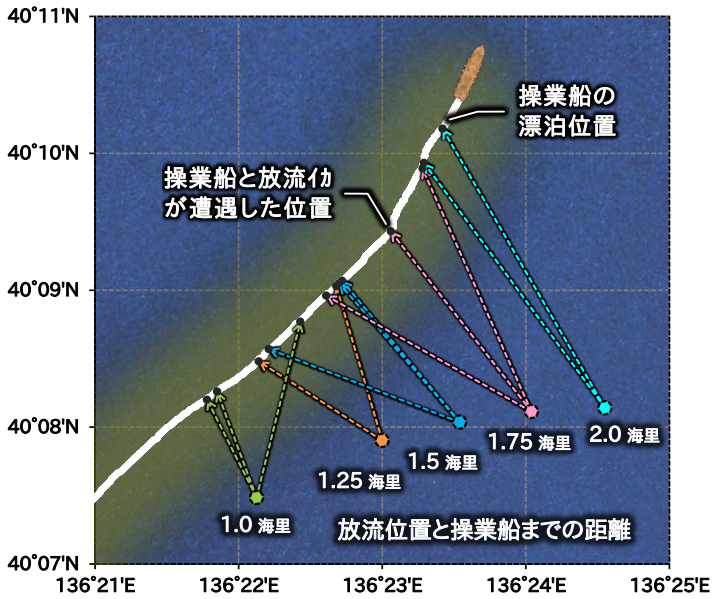 40°11'N
操業船の
漂泊位置
40°10'N
操業船と放流ｲｶ
が遭遇した位置
40°09'N
40°08'N
2.0 海里
1.75 海里
1.5 海里
1.25 海里
1.0 海里
放流位置と操業船までの距離
40°07'N
136°21'E
136°22'E
136°23'E
136°24'E
136°25'E